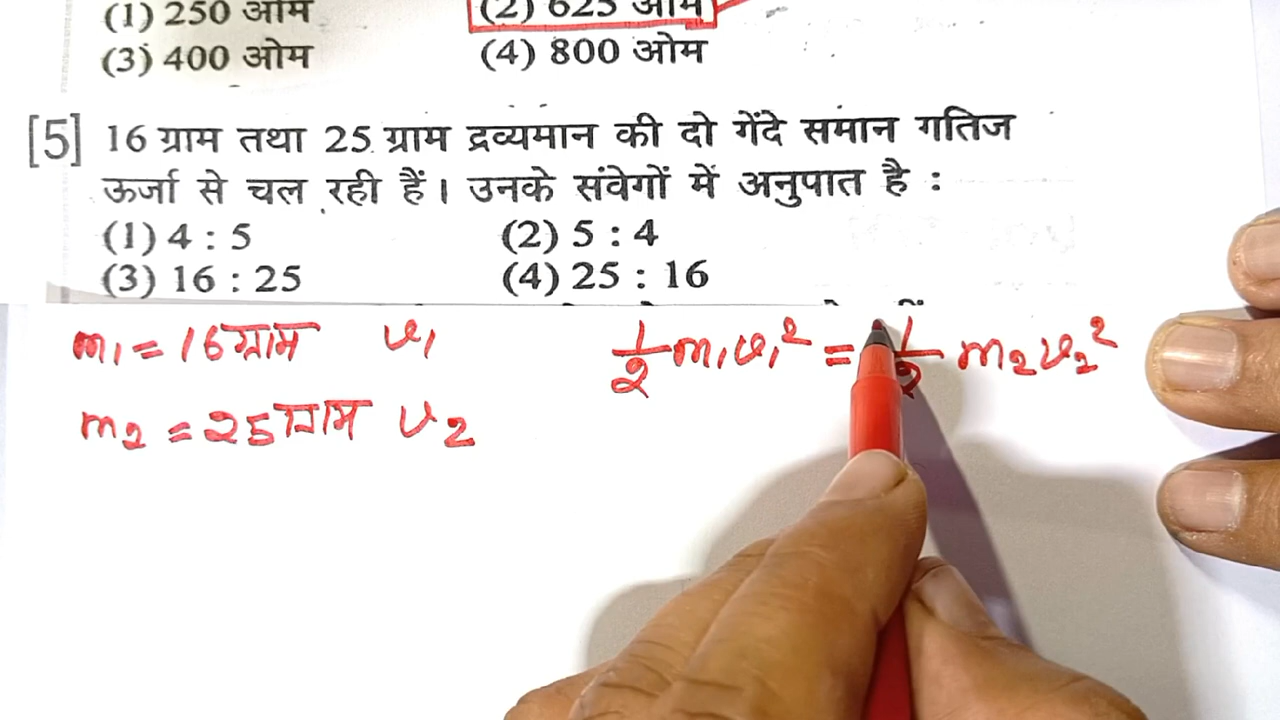 (1) 250 ओम (2) 625 ओम
(3) 400 ओम (4) 800 ओम
[5] 16 ग्राम तथा 25 ग्राम द्रव्यमान की दो गेंदे समान गतिज
ऊर्जा से चल रही हैं। उनके संवेगों में अनुपात है :
(1) 4 : 5 (2) 5 : 4
(3) 16 : 25 (4) 25 : 16
m₁ = 16 ग्राम v₁ 1/2 m₁v₁² = 1/2 m₂v₂²
m₂ = 25 ग्राम v₂